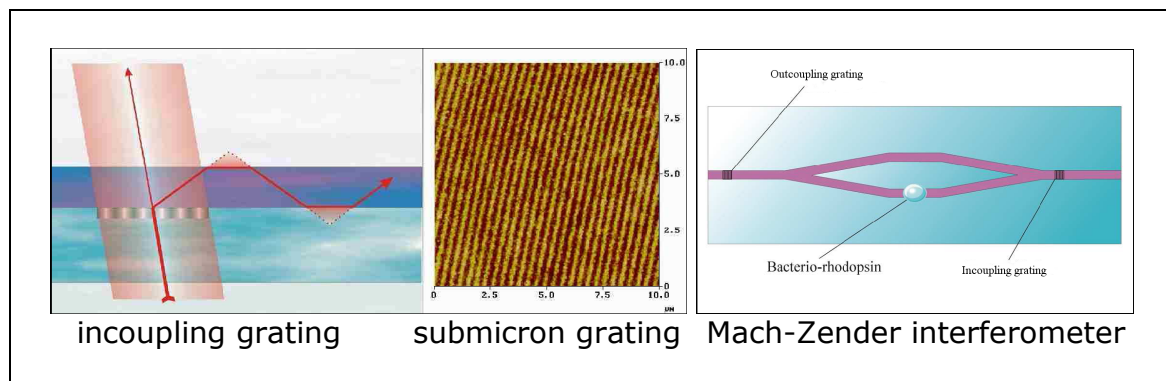 10.0
7.5
5.0
2.5
0
0
2.5
5.0
7.5
10.0
μM
Outcoupling grating
Bacterio-rhodopsin
Incoupling grating
incoupling grating
submicron grating
Mach-Zender interferometer